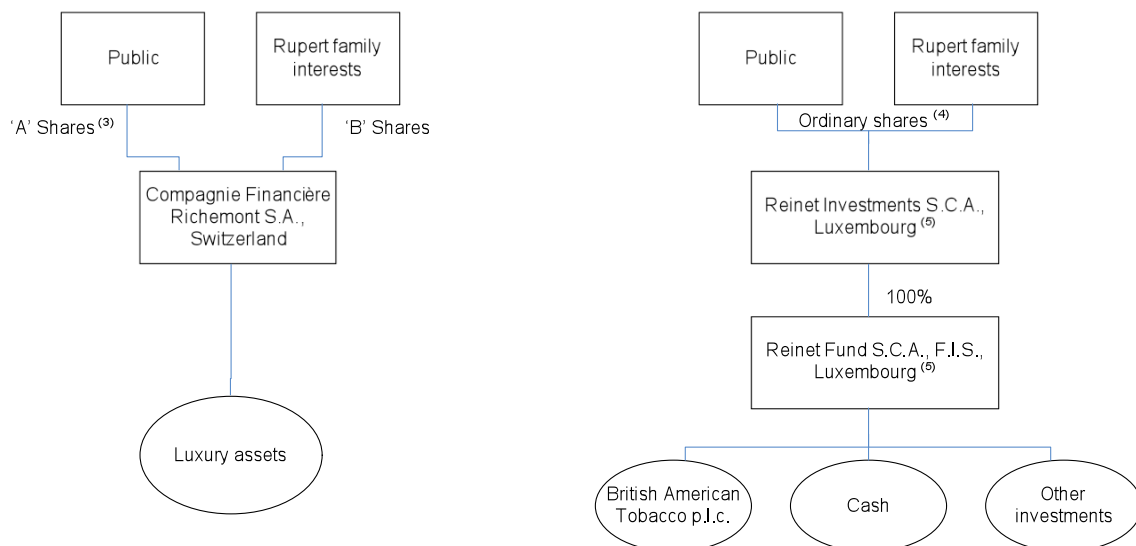 Public
Rupert family
interests
'A' Shares (3)
'B' Shares
Compagnie Financière
Richemont S.A.,
Switzerland
Luxury assets
Public
Rupert family
interests
Ordinary shares (4)
Reinet Investments S.C.A.,
Luxembourg (5)
100%
Reinet Fund S.C.A., F.I.S.,
Luxembourg (5)
British American
Tobacco p.l.c.
Cash
Other
investments